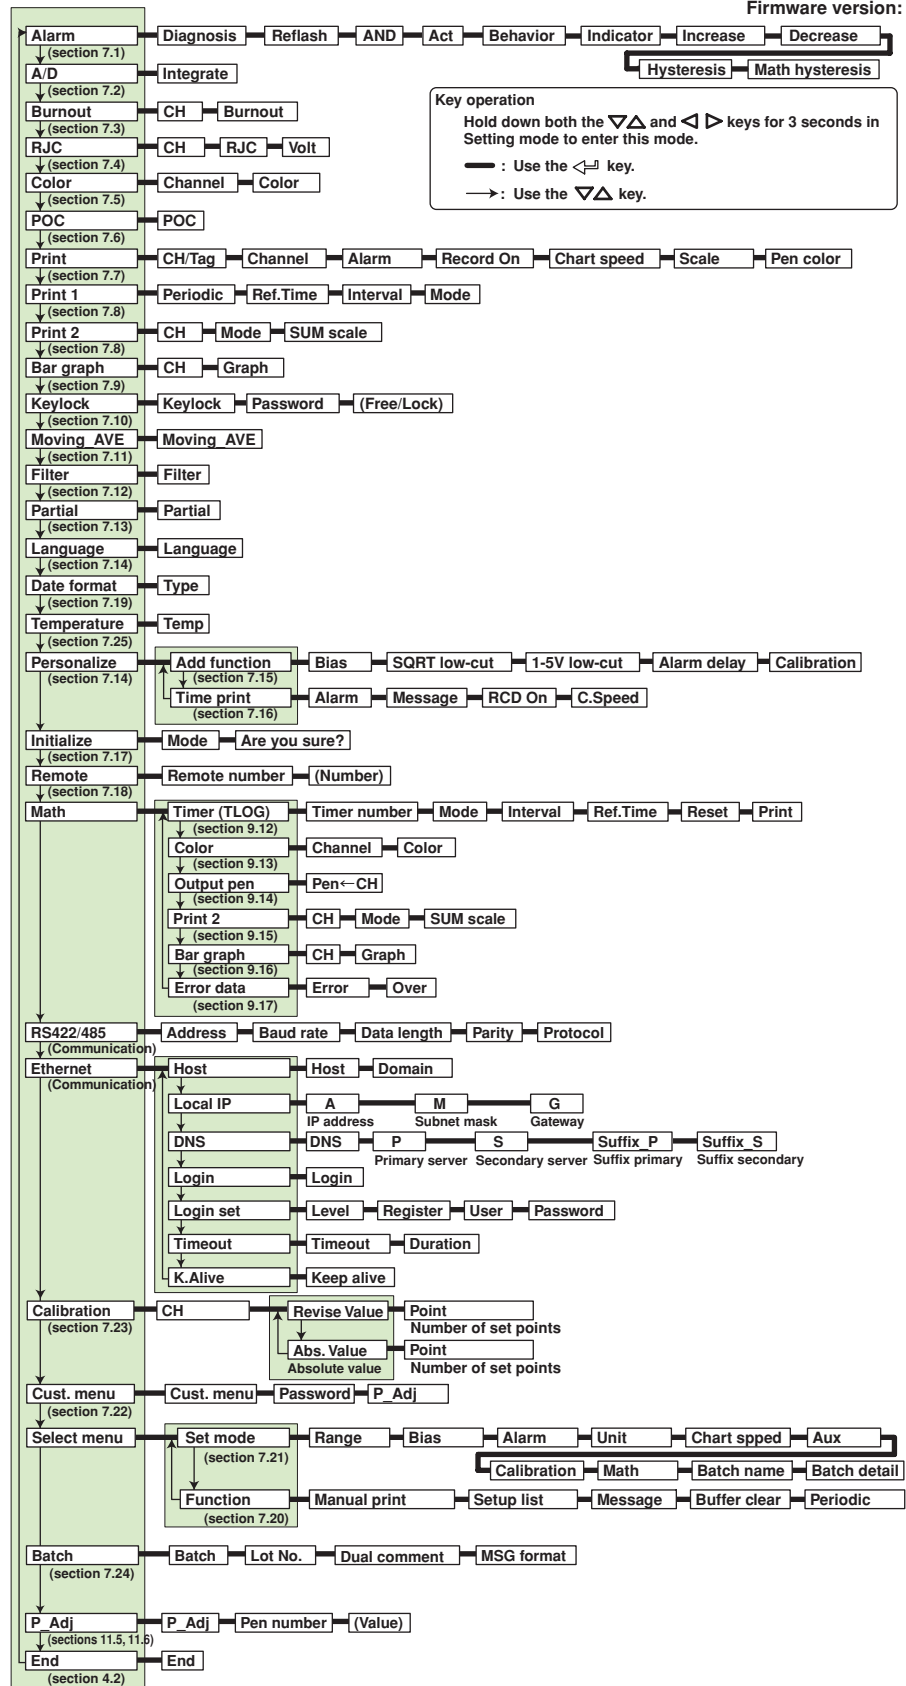 Firmware version:
Alarm Diagnosis Reflash AND Act Behavior Indicator Increase Decrease
(section 7.1)
Hysteresis Math hysteresis
A/D Integrate
(section 7.2)
Key operation
Hold down both the ▽△ and ◁ ▷ keys for 3 seconds in
Setting mode to enter this mode.
: Use the ↵ key.
→: Use the ▽△ key.
Burnout CH Burnout
(section 7.3)
RJC CH RJC Volt
(section 7.4)
Color Channel Color
(section 7.5)
POC POC
(section 7.6)
Print CH/Tag Channel Alarm Record On Chart speed Scale Pen color
(section 7.7)
Print 1 Periodic Ref.Time Interval Mode
(section 7.8)
Print 2 CH Mode SUM scale
(section 7.8)
Bar graph CH Graph
(section 7.9)
Keylock Keylock Password (Free/Lock)
(section 7.10)
Moving_AVE Moving_AVE
(section 7.11)
Filter Filter
(section 7.12)
Partial Partial
(section 7.13)
Language Language
(section 7.14)
Date format Type
(section 7.19)
Temperature Temp
(section 7.25)
Personalize Add function Bias SQRT low-cut 1-5V low-cut Alarm delay Calibration
(section 7.14) (section 7.15)
Time print Alarm Message RCD On C.Speed
(section 7.16)
Initialize Mode Are you sure?
(section 7.17)
Remote Remote number (Number)
(section 7.18)
Math Timer (TLOG) Timer number Mode Interval Ref.Time Reset Print
(section 9.12)
Color Channel Color
(section 9.13)
Output pen Pen←CH
(section 9.14)
Print 2 CH Mode SUM scale
(section 9.15)
Bar graph CH Graph
(section 9.16)
Error data Error Over
(section 9.17)
RS422/485 Address Baud rate Data length Parity Protocol
(Communication)
Ethernet Host Host Domain
(Communication)
Local IP A M G
IP address Subnet mask Gateway
DNS DNS P S Suffix_P Suffix_S
Primary server Secondary server Suffix primary Suffix secondary
Login Login
Login set Level Register User Password
Timeout Timeout Duration
K.Alive Keep alive
Calibration CH Revise Value Point
(section 7.23) Number of set points
Abs. Value Point
Absolute value Number of set points
Cust. menu Cust. menu Password P_Adj
(section 7.22)
Select menu Set mode Range Bias Alarm Unit Chart spped Aux
(section 7.21)
Calibration Math Batch name Batch detail
Function Manual print Setup list Message Buffer clear Periodic
(section 7.20)
Batch Batch Lot No. Dual comment MSG format
(section 7.24)
P_Adj P_Adj Pen number (Value)
(sections 11.5, 11.6)
End End
(section 4.2)